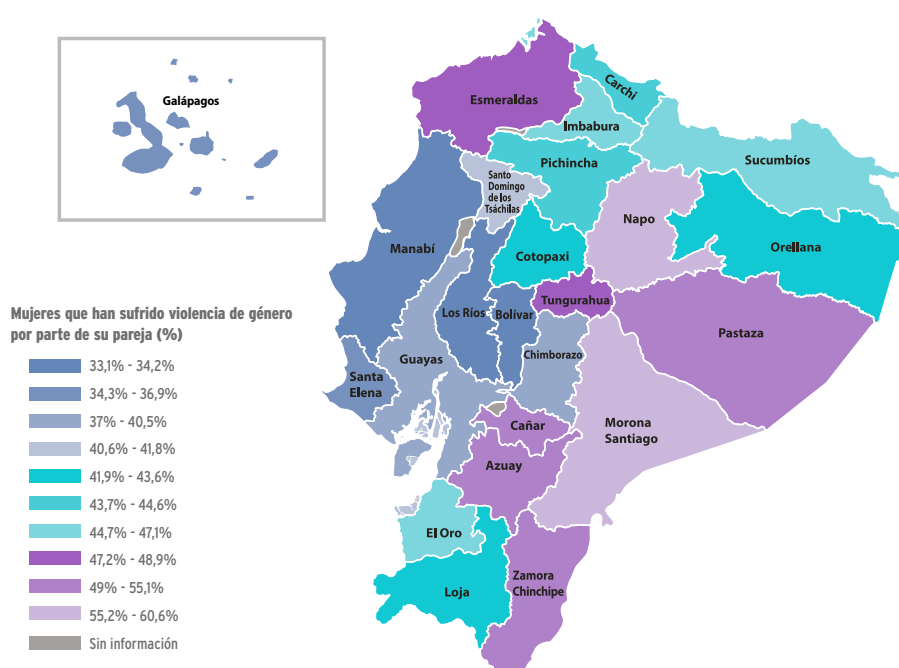 Galápagos
Esmeraldas
Carchi
Imbabura
Sucumbíos
Pichincha
Santo
Domingo
de los
Tsáchilas
Napo
Manabí
Orellana
Cotopaxi
Tungurahua
Los Ríos
Bolívar
Pastaza
Chimborazo
Guayas
Santa
Elena
Morona
Santiago
Cañar
Azuay
El Oro
Zamora
Chinchipe
Loja
Mujeres que han sufrido violencia de género
por parte de su pareja (%)
33,1% - 34,2%
34,3% - 36,9%
37% - 40,5%
40,6% - 41,8%
41,9% - 43,6%
43,7% - 44,6%
44,7% - 47,1%
47,2% - 48,9%
49% - 55,1%
55,2% - 60,6%
Sin información